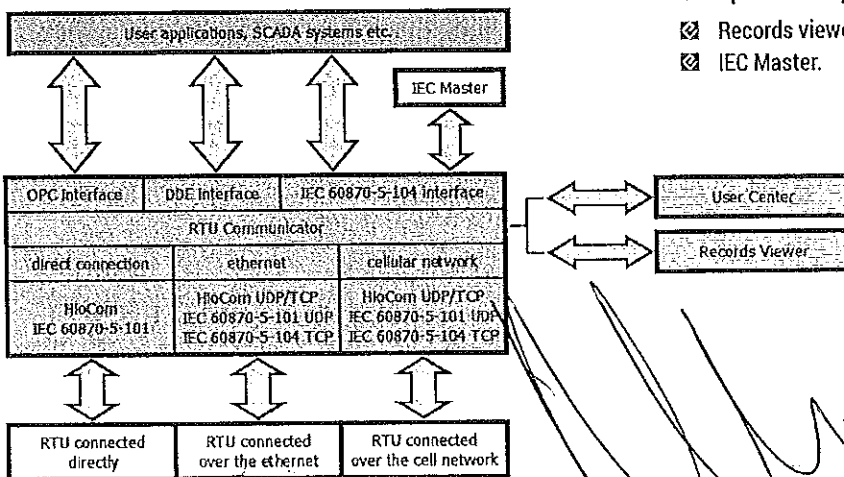 User applications, SCADA systems etc.
Records viewe
IEC Master.
IEC Master
OPC Interface
DDE Interface
IEC 60870-5-104 Interface
RTU Communicator
User Center
Records Viewer
direct connection
ethernet
cellular network
HioCom
IEC 60870-5-101
HioCom UDP/TCP
IEC 60870-5-101 UDP
IEC 60870-5-104 TCP
HioCom UDP/TCP
IEC 60870-5-101 UDP
IEC 60870-5-104 TCP
RTU connected
directly
RTU connected
over the ethernet
RTU connected
over the cell network